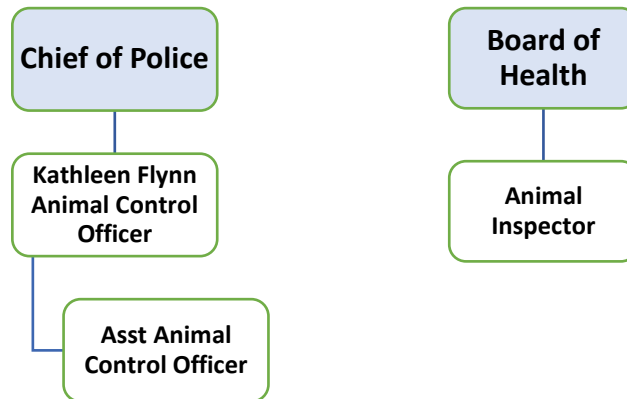 Chief of Police
Kathleen Flynn
Animal Control
Officer
Asst Animal
Control Officer
Board of
Health
Animal
Inspector